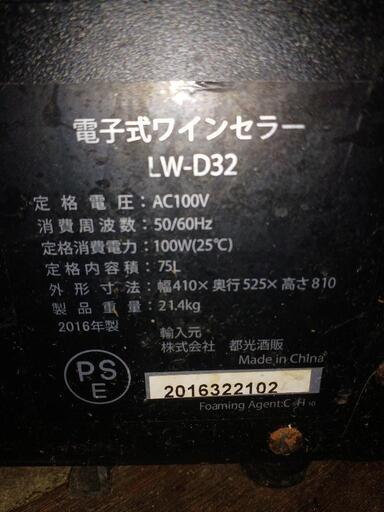 電子式ワインセラー
LW-D32
定格電圧：AC100V
消費周波数：50/60Hz
定格消費電力：100W(25℃)
定格内容積：75L
外形寸法：幅410×奥行525×高さ810
製品重量：21.4kg
2016年製 輸入元
株式会社 都光酒販
Made in China
PS
E
2016322102
Foaming Agent:C5H10